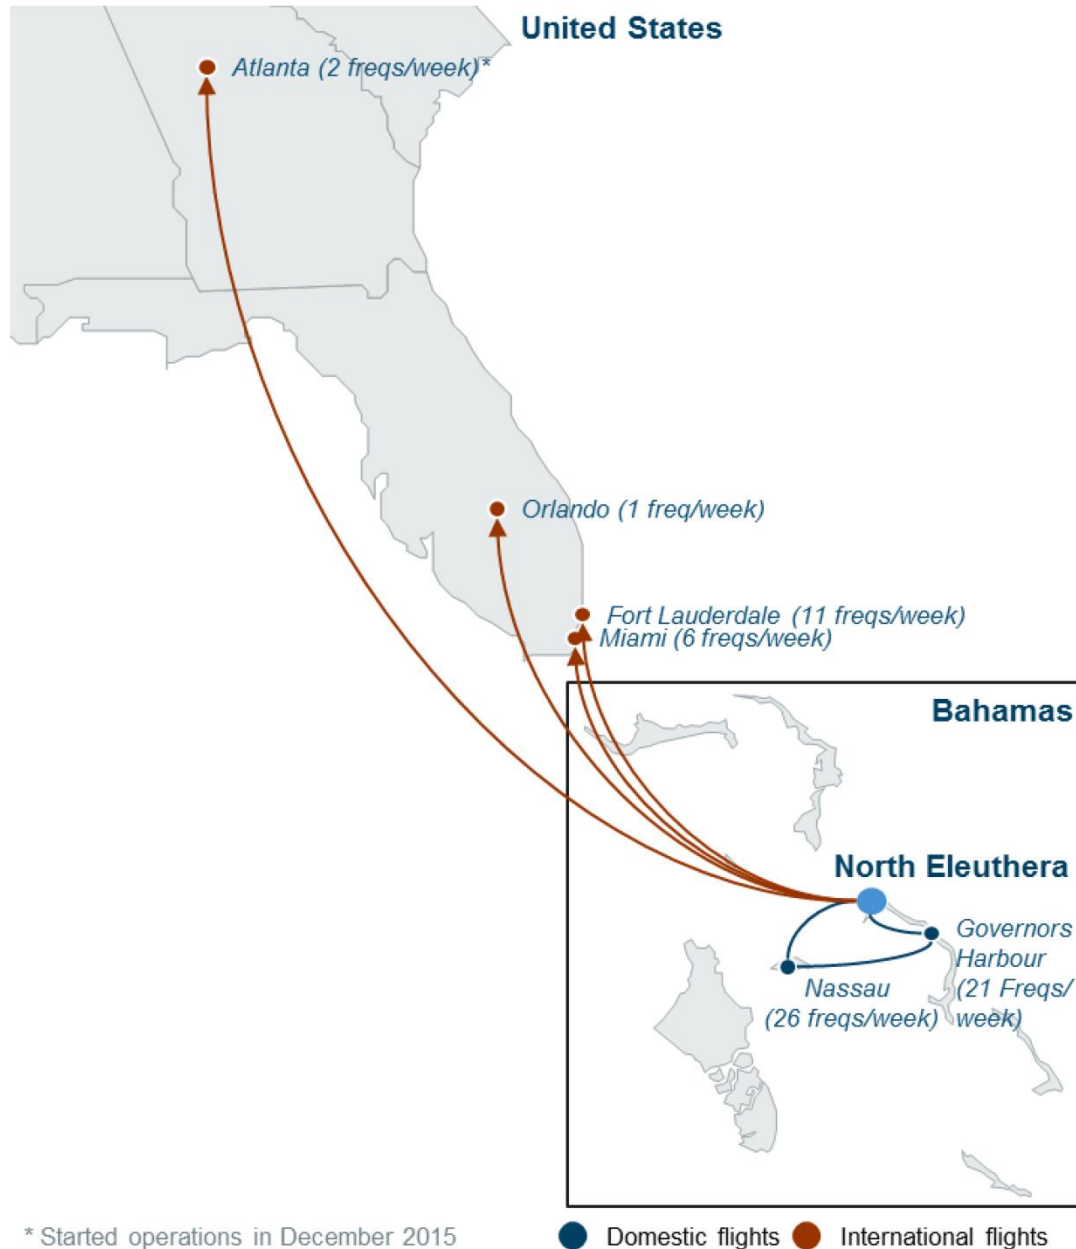 United States
Atlanta (2 freqs/week)*
Orlando (1 freq/week)
Fort Lauderdale (11 freqs/week)
Miami (6 freqs/week)
Bahamas
North Eleuthera
Governors
Harbour
(21 Freqs/
week)
Nassau
(26 freqs/week)
* Started operations in December 2015
Domestic flights
International flights